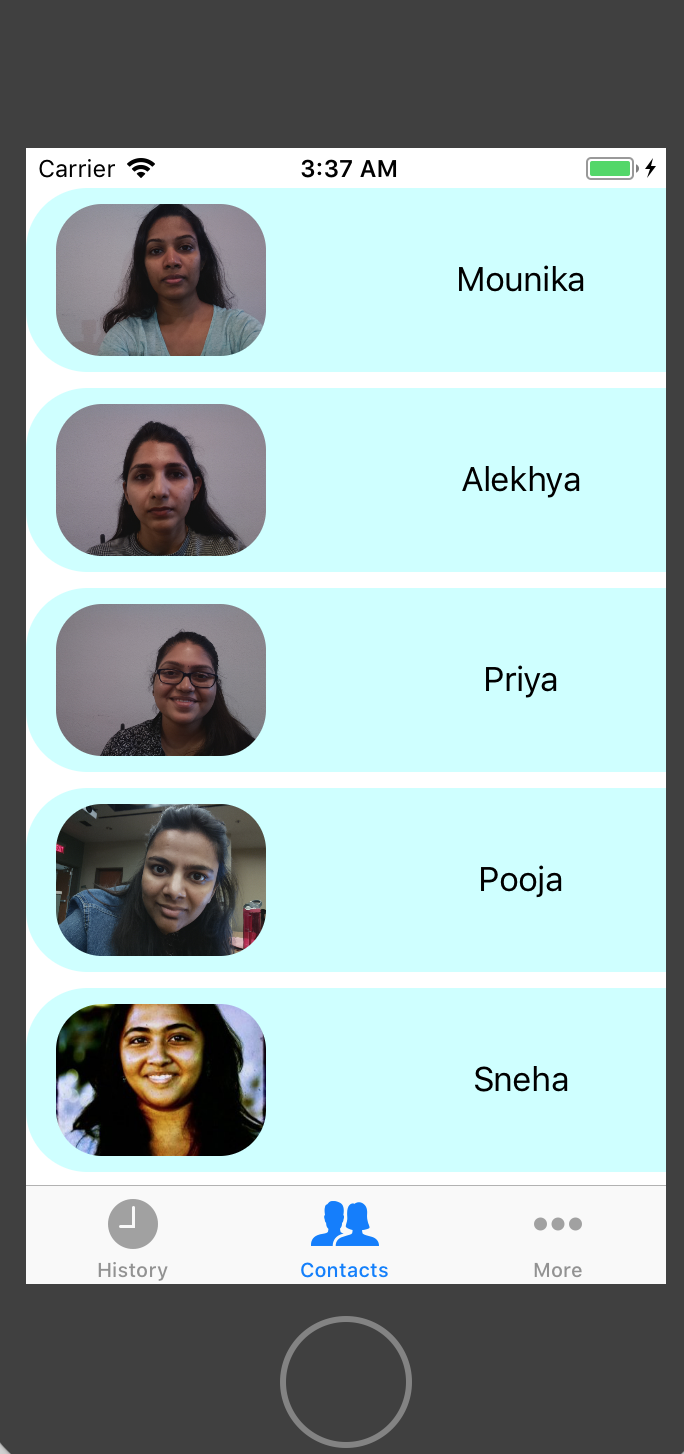 Carrier 3:37 AM
Mounika
Alekhya
Priya
Pooja
Sneha
History Contacts More